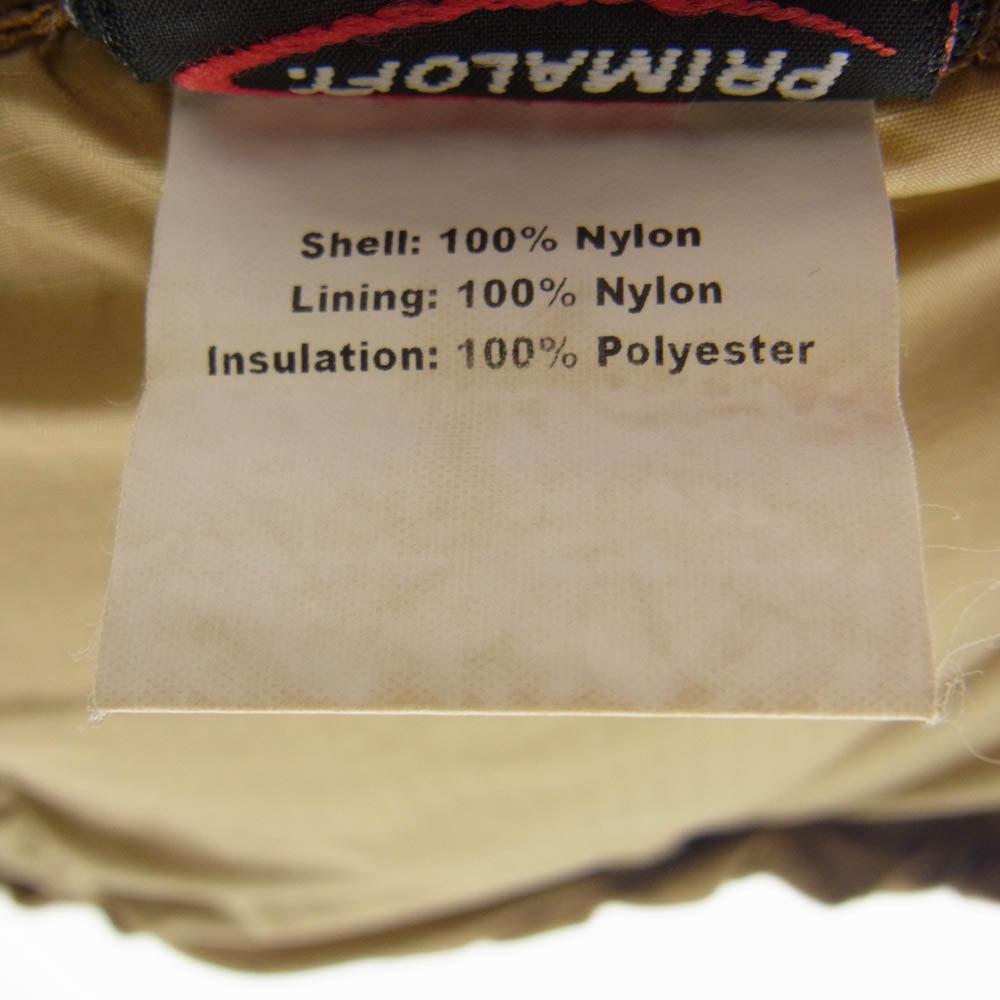 PRIMALOFT.
Shell: 100% Nylon
Lining: 100% Nylon
Insulation: 100% Polyester